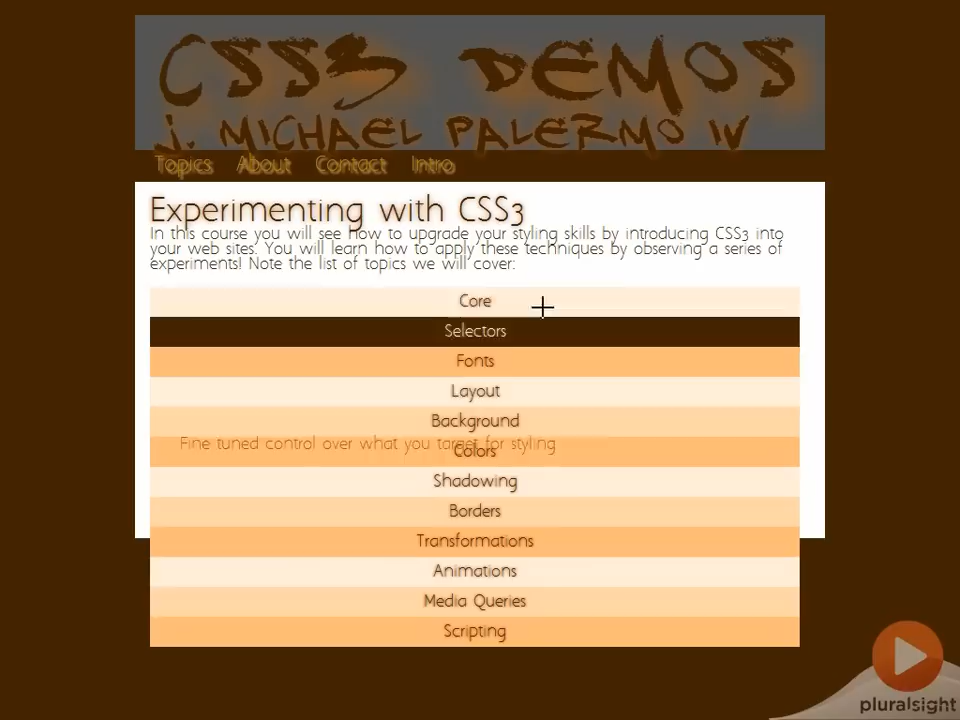 CSS3 DEMOS
J. MICHAEL PALERMO IV
Topics About Contact Intro
Experimenting with CSS3
In this course you will see how to upgrade your styling skills by introducing CSS3 into
your web sites. You will learn how to apply these techniques by observing a series of
experiments! Note the list of topics we will cover:
Core
Selectors
Fonts
Layout
Background
Fine tuned control over what you target for styling
Colors
Shadowing
Borders
Transformations
Animations
Media Queries
Scripting
pluralsight